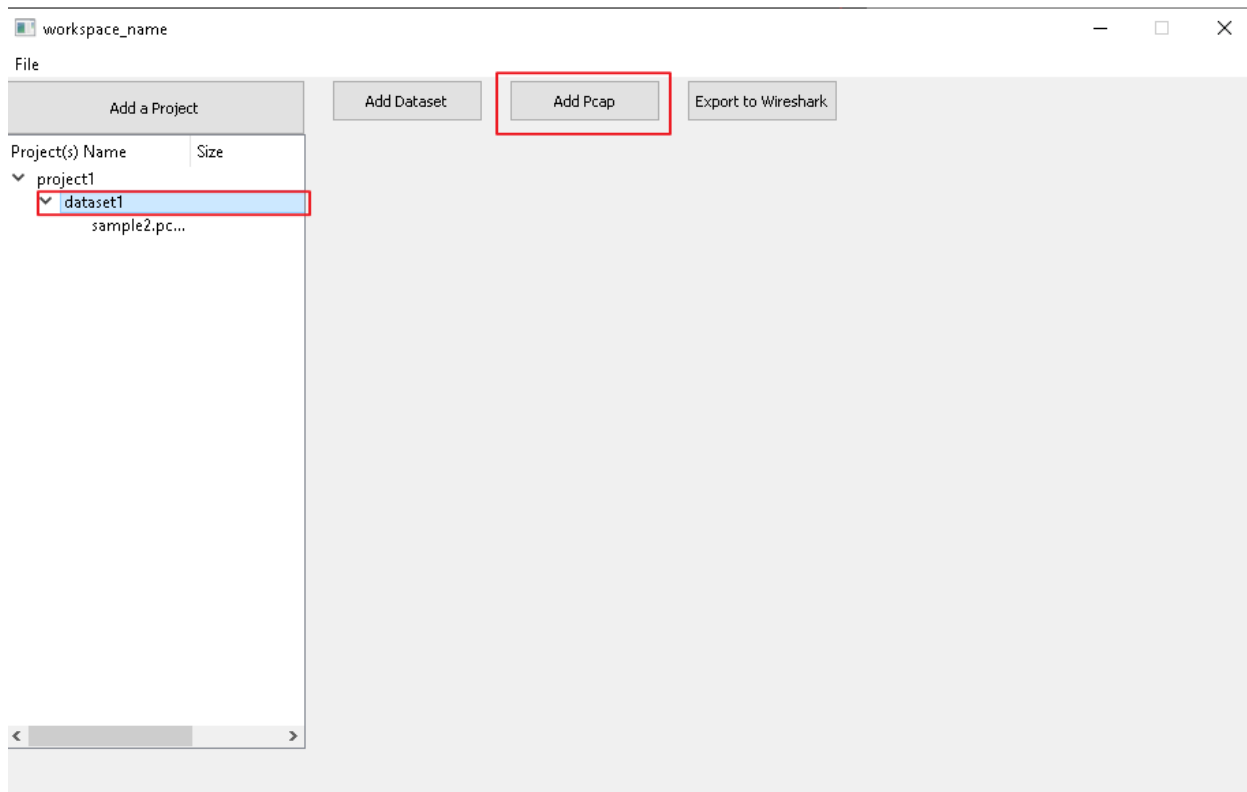 workspace_name
File
Add a Project
Add Dataset
Add Pcap
Export to Wireshark
Project(s) Name Size
project1
dataset1
sample2.pc...